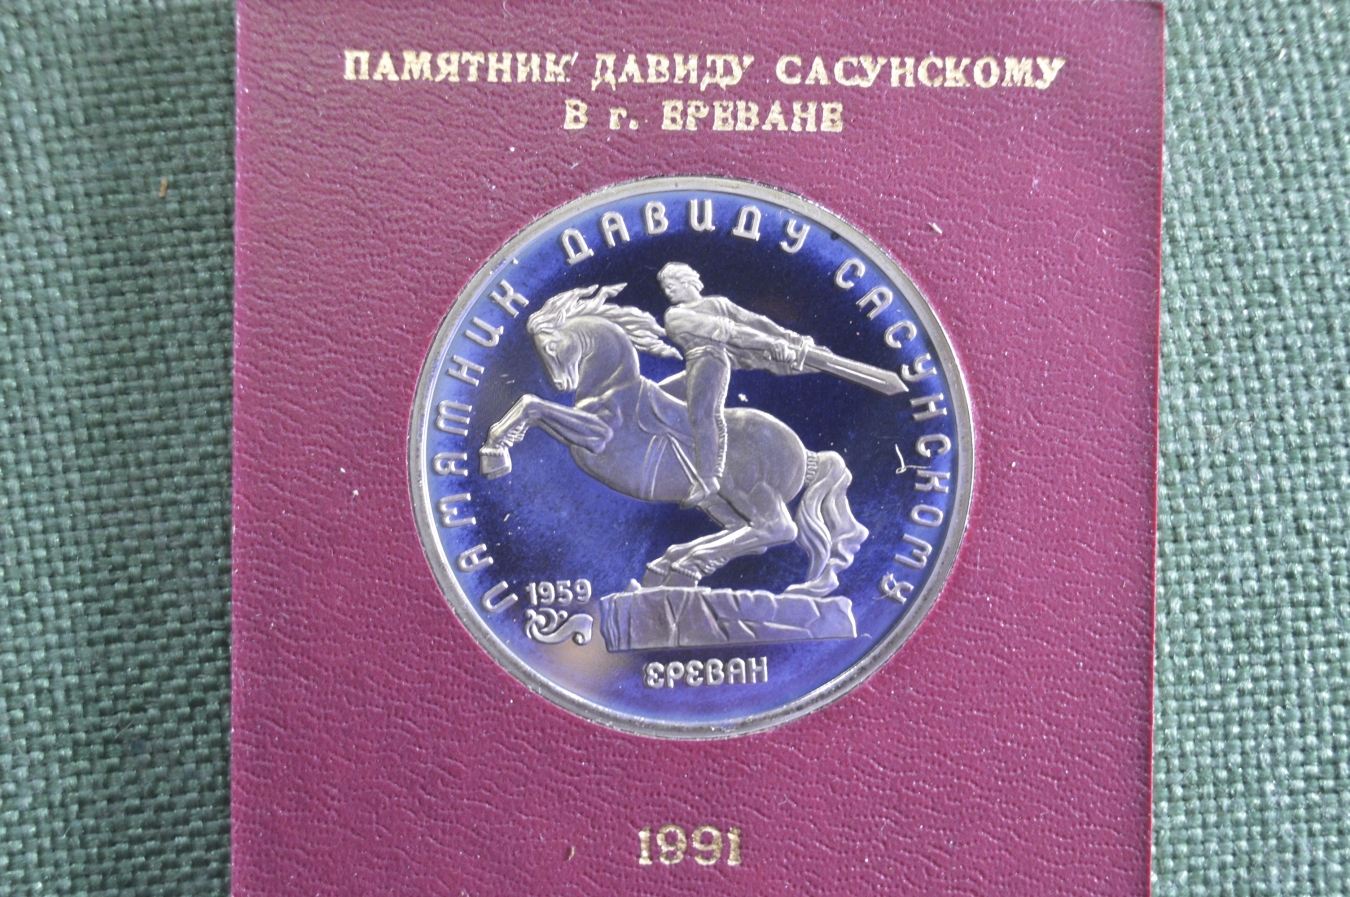 ПАМЯТНИК ДАВИДУ САСУНСКОМУ
В г. ЕРЕВАНЕ
ПАМЯТНИК ДАВИДУ САСУНСКОМУ
1959
ЕРЕВАН
1991